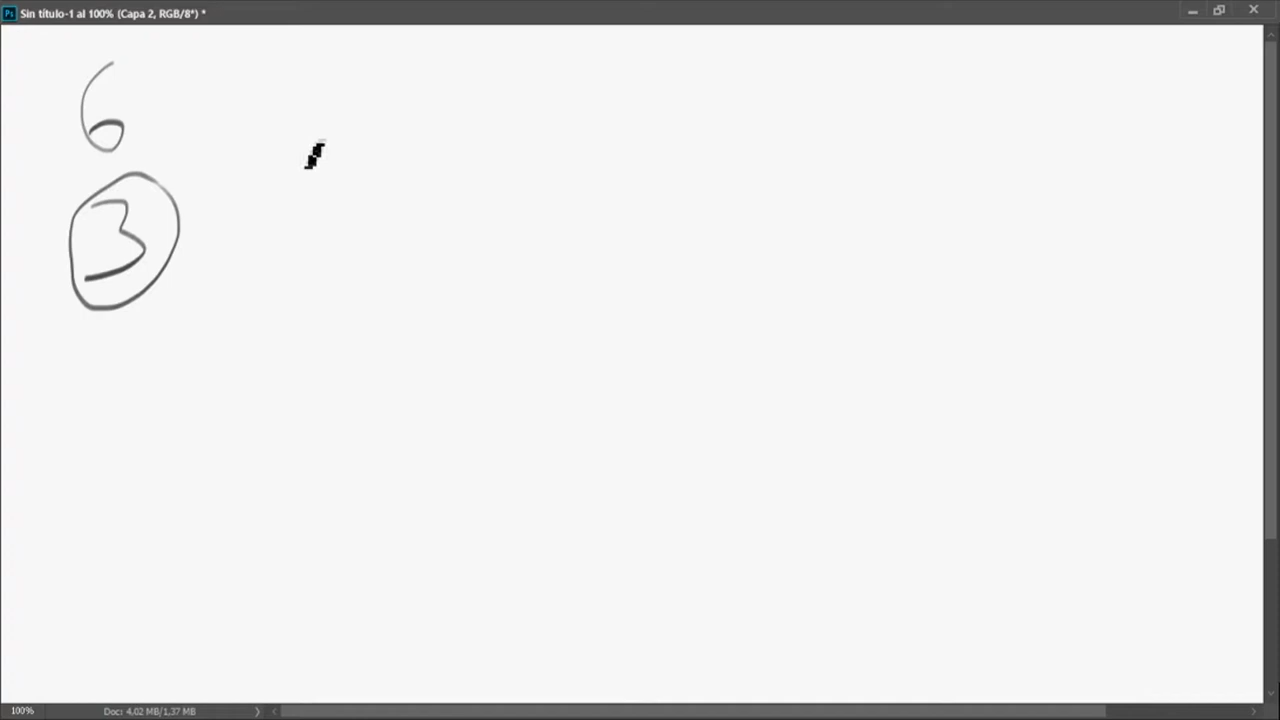 Ps Sin título-1 al 100% (Capa 2, RGB/8*) *
6
3
100% Doc: 4,02 MB/1,37 MB